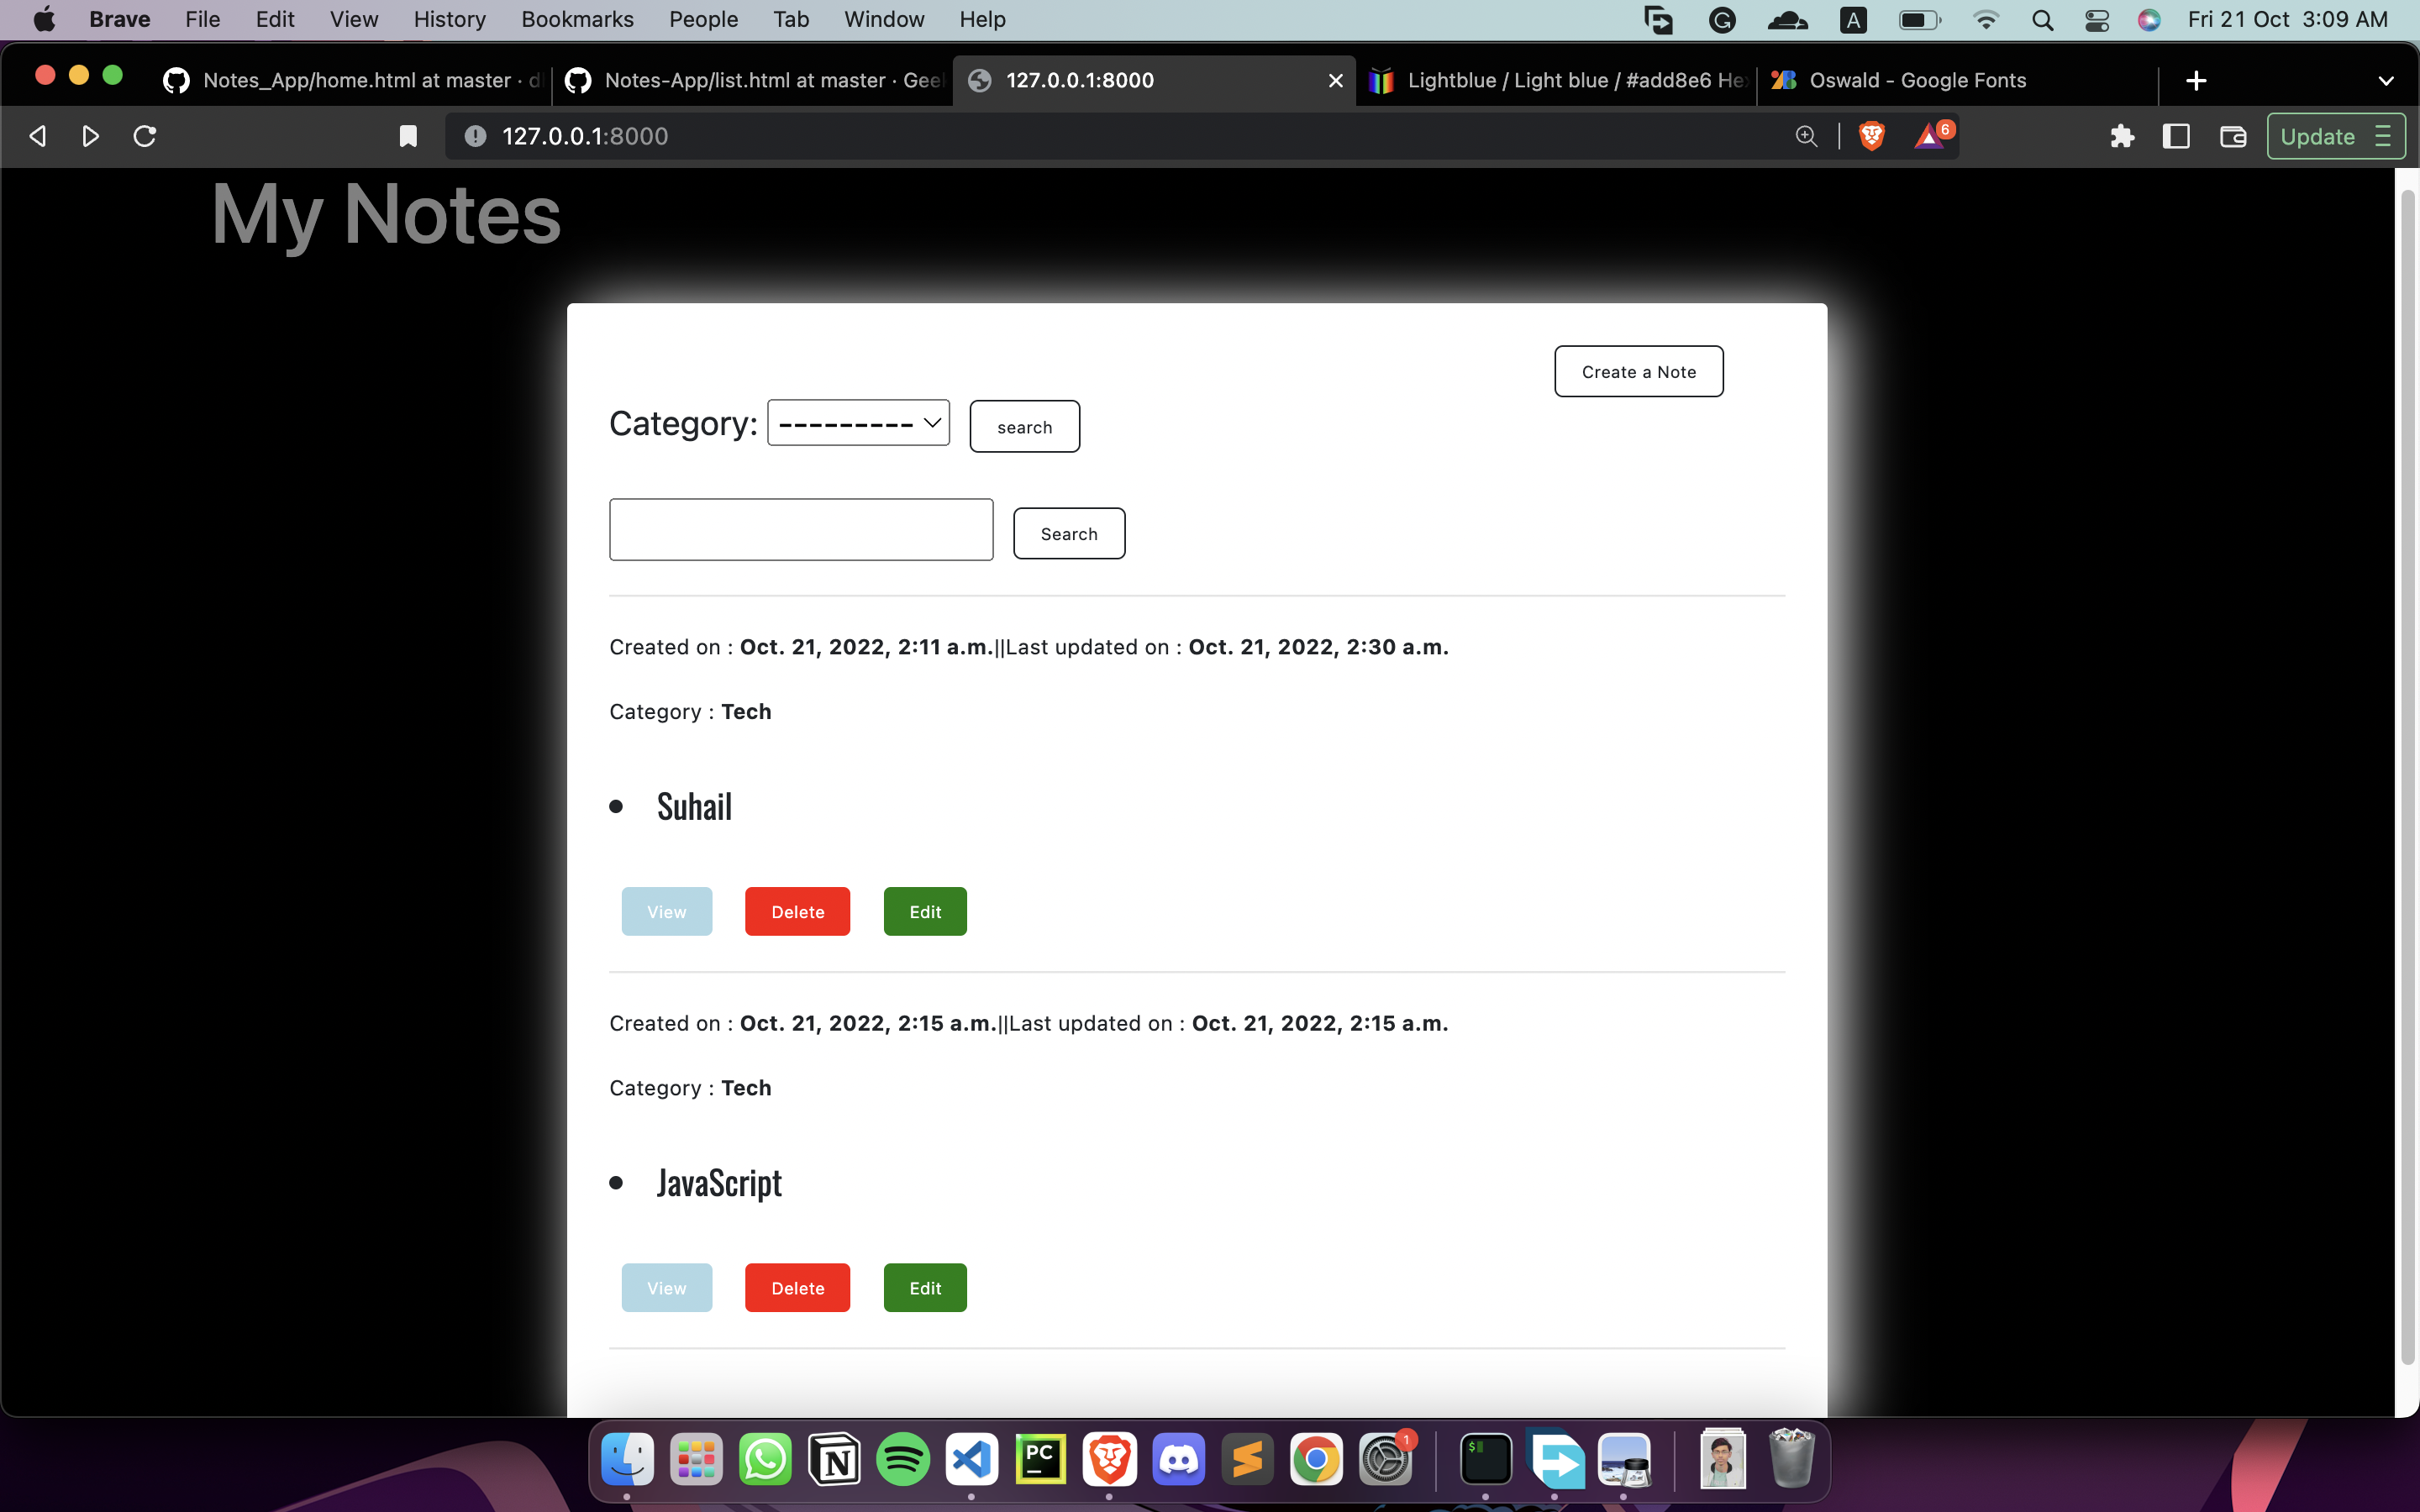 Brave File Edit View History Bookmarks People Tab Window Help A Fri 21 Oct 3:09 AM
Notes_App/home.html at master · d
Notes-App/list.html at master · Gee
127.0.0.1:8000
Lightblue / Light blue / #add8e6 He
Oswald - Google Fonts
127.0.0.1:8000 6 Update
My Notes
Create a Note
Category: --------- search
Search
Created on : Oct. 21, 2022, 2:11 a.m.||Last updated on : Oct. 21, 2022, 2:30 a.m.
Category : Tech
• Suhail
View Delete Edit
Created on : Oct. 21, 2022, 2:15 a.m.||Last updated on : Oct. 21, 2022, 2:15 a.m.
Category : Tech
• JavaScript
View Delete Edit
PC
1
$